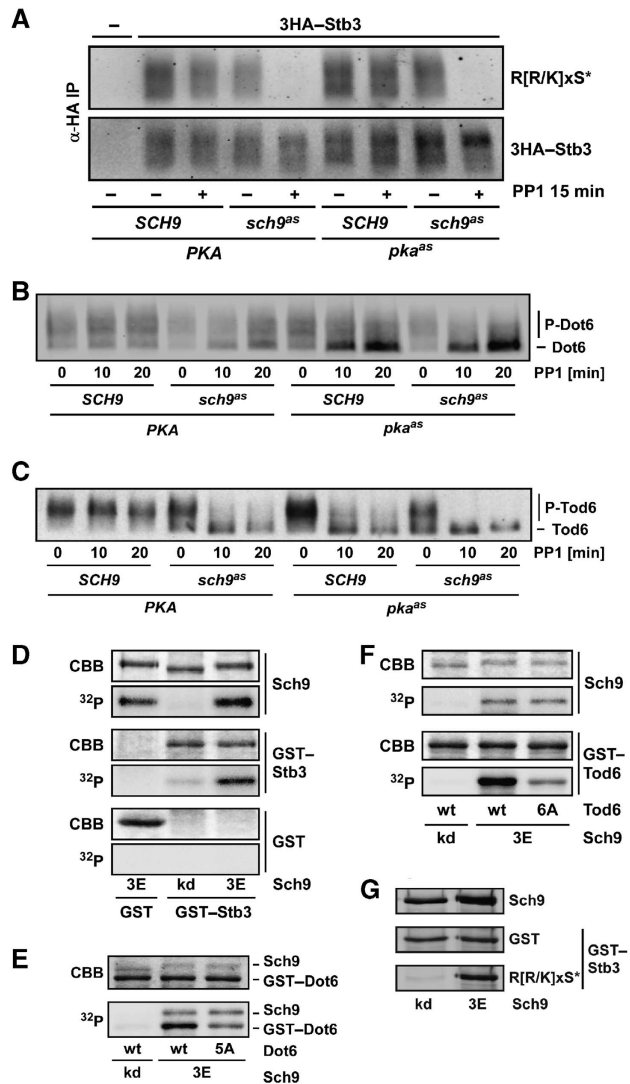 A
–
3HA–Stb3
α-HA IP
R[R/K]xS*
3HA–Stb3
– – + – + – + – + PP1 15 min
SCH9 sch9as SCH9 sch9as
PKA pkaas
B
P-Dot6
Dot6
0 10 20 0 10 20 0 10 20 0 10 20 PP1 [min]
SCH9 sch9as SCH9 sch9as
PKA pkaas
C
P-Tod6
Tod6
0 10 20 0 10 20 0 10 20 0 10 20 PP1 [min]
SCH9 sch9as SCH9 sch9as
PKA pkaas
D
CBB
32P
Sch9
CBB
32P
GST–Stb3
CBB
32P
GST
3E kd 3E Sch9
GST GST–Stb3
E
CBB
Sch9
GST–Dot6
32P
Sch9
GST–Dot6
wt wt 5A Dot6
kd 3E Sch9
F
CBB
32P
Sch9
CBB
32P
GST–Tod6
wt wt 6A Tod6
kd 3E Sch9
G
Sch9
GST
R[R/K]xS*
GST–Stb3
kd 3E Sch9